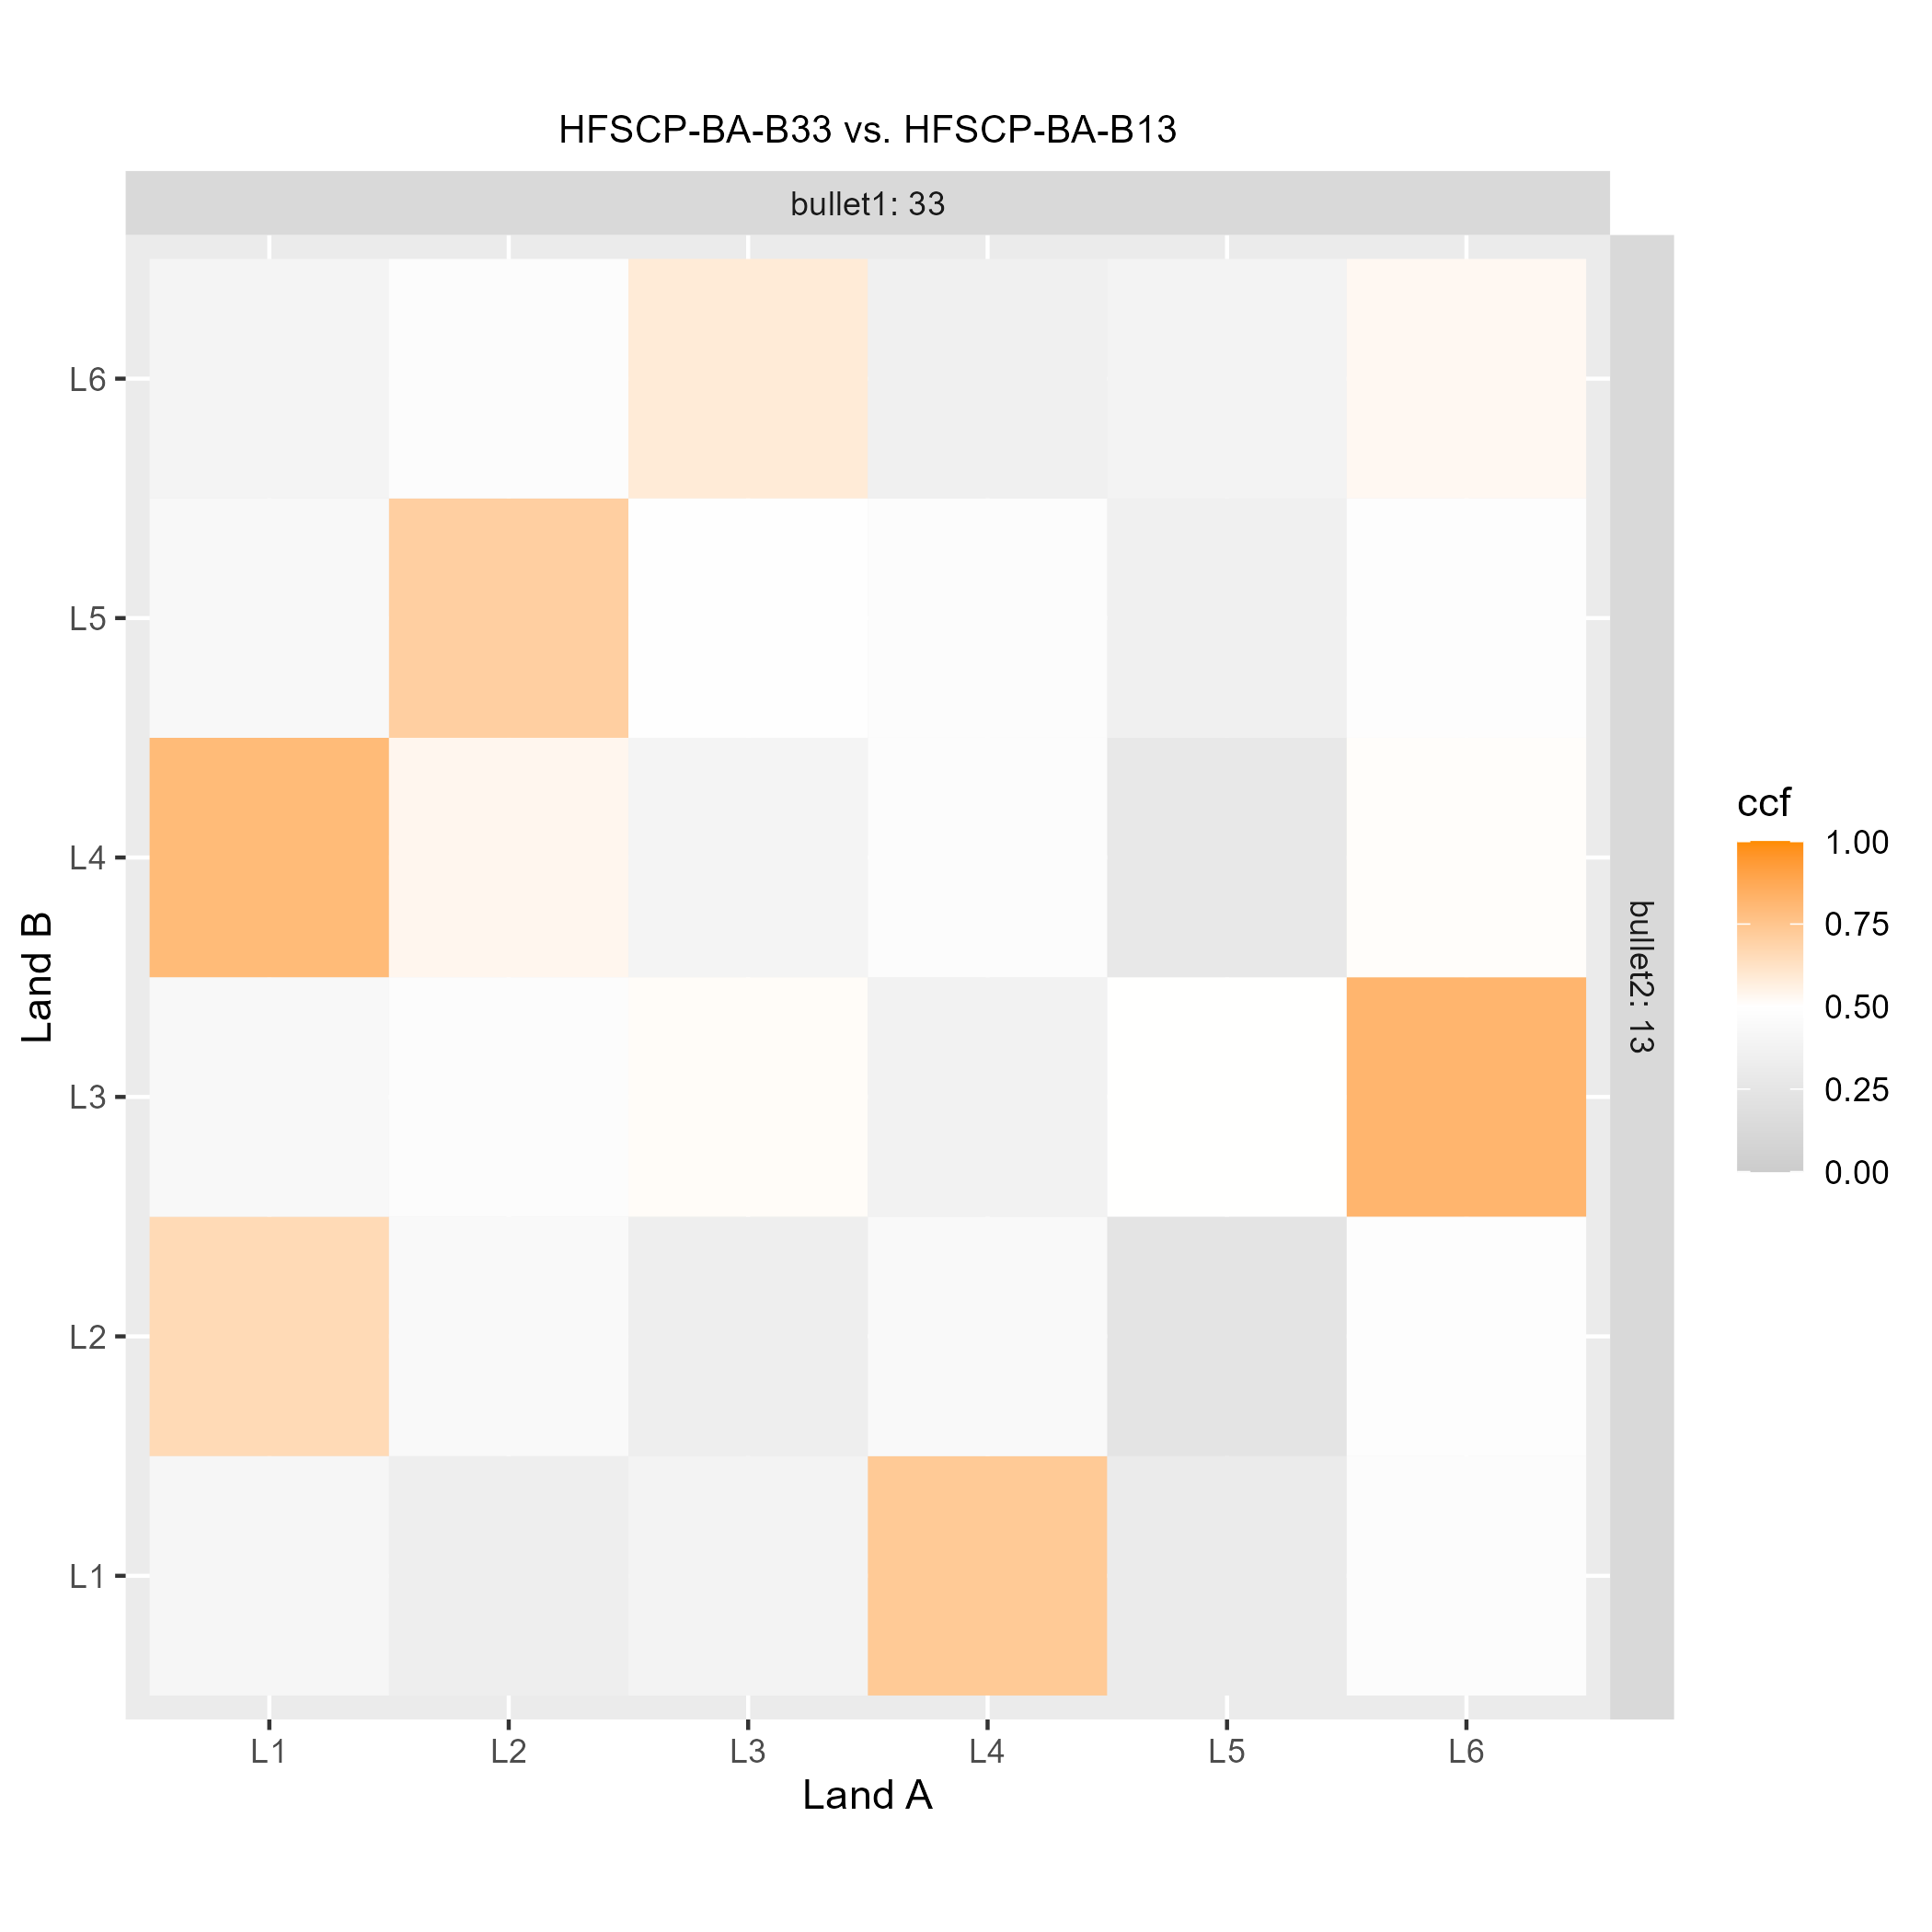 HFSCP-BA-B33 vs. HFSCP-BA-B13
bullet1: 33
L6
L5
L4
L3
L2
L1
Land B
bullet2: 13
ccf
1.00
0.75
0.50
0.25
0.00
L1 L2 L3 L4 L5 L6
Land A